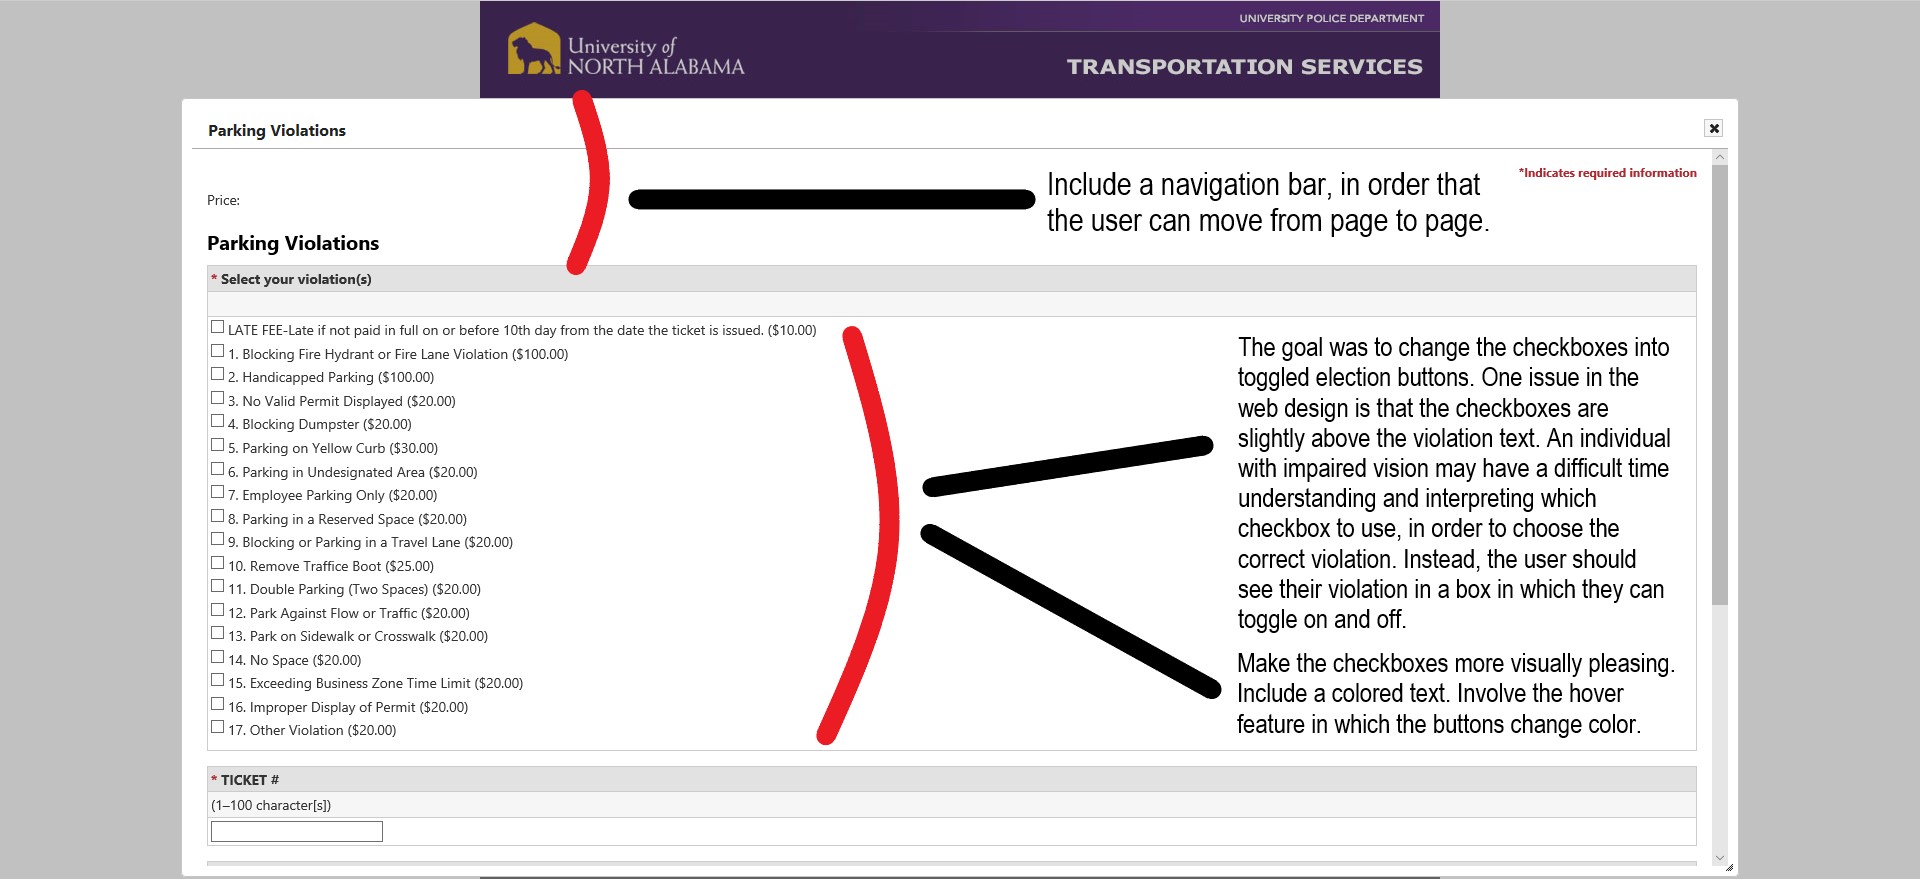 UNIVERSITY POLICE DEPARTMENT
University of
NORTH ALABAMA
TRANSPORTATION SERVICES
Parking Violations
*Indicates required information
Price:
Include a navigation bar, in order that
the user can move from page to page.
Parking Violations
* Select your violation(s)
LATE FEE-Late if not paid in full on or before 10th day from the date the ticket is issued. ($10.00)
1. Blocking Fire Hydrant or Fire Lane Violation ($100.00)
2. Handicapped Parking ($100.00)
3. No Valid Permit Displayed ($20.00)
4. Blocking Dumpster ($20.00)
5. Parking on Yellow Curb ($30.00)
6. Parking in Undesignated Area ($20.00)
7. Employee Parking Only ($20.00)
8. Parking in a Reserved Space ($20.00)
9. Blocking or Parking in a Travel Lane ($20.00)
10. Remove Traffice Boot ($25.00)
11. Double Parking (Two Spaces) ($20.00)
12. Park Against Flow or Traffic ($20.00)
13. Park on Sidewalk or Crosswalk ($20.00)
14. No Space ($20.00)
15. Exceeding Business Zone Time Limit ($20.00)
16. Improper Display of Permit ($20.00)
17. Other Violation ($20.00)
The goal was to change the checkboxes into
toggled election buttons. One issue in the
web design is that the checkboxes are
slightly above the violation text. An individual
with impaired vision may have a difficult time
understanding and interpreting which
checkbox to use, in order to choose the
correct violation. Instead, the user should
see their violation in a box in which they can
toggle on and off.
Make the checkboxes more visually pleasing.
Include a colored text. Involve the hover
feature in which the buttons change color.
* TICKET #
(1–100 character[s])